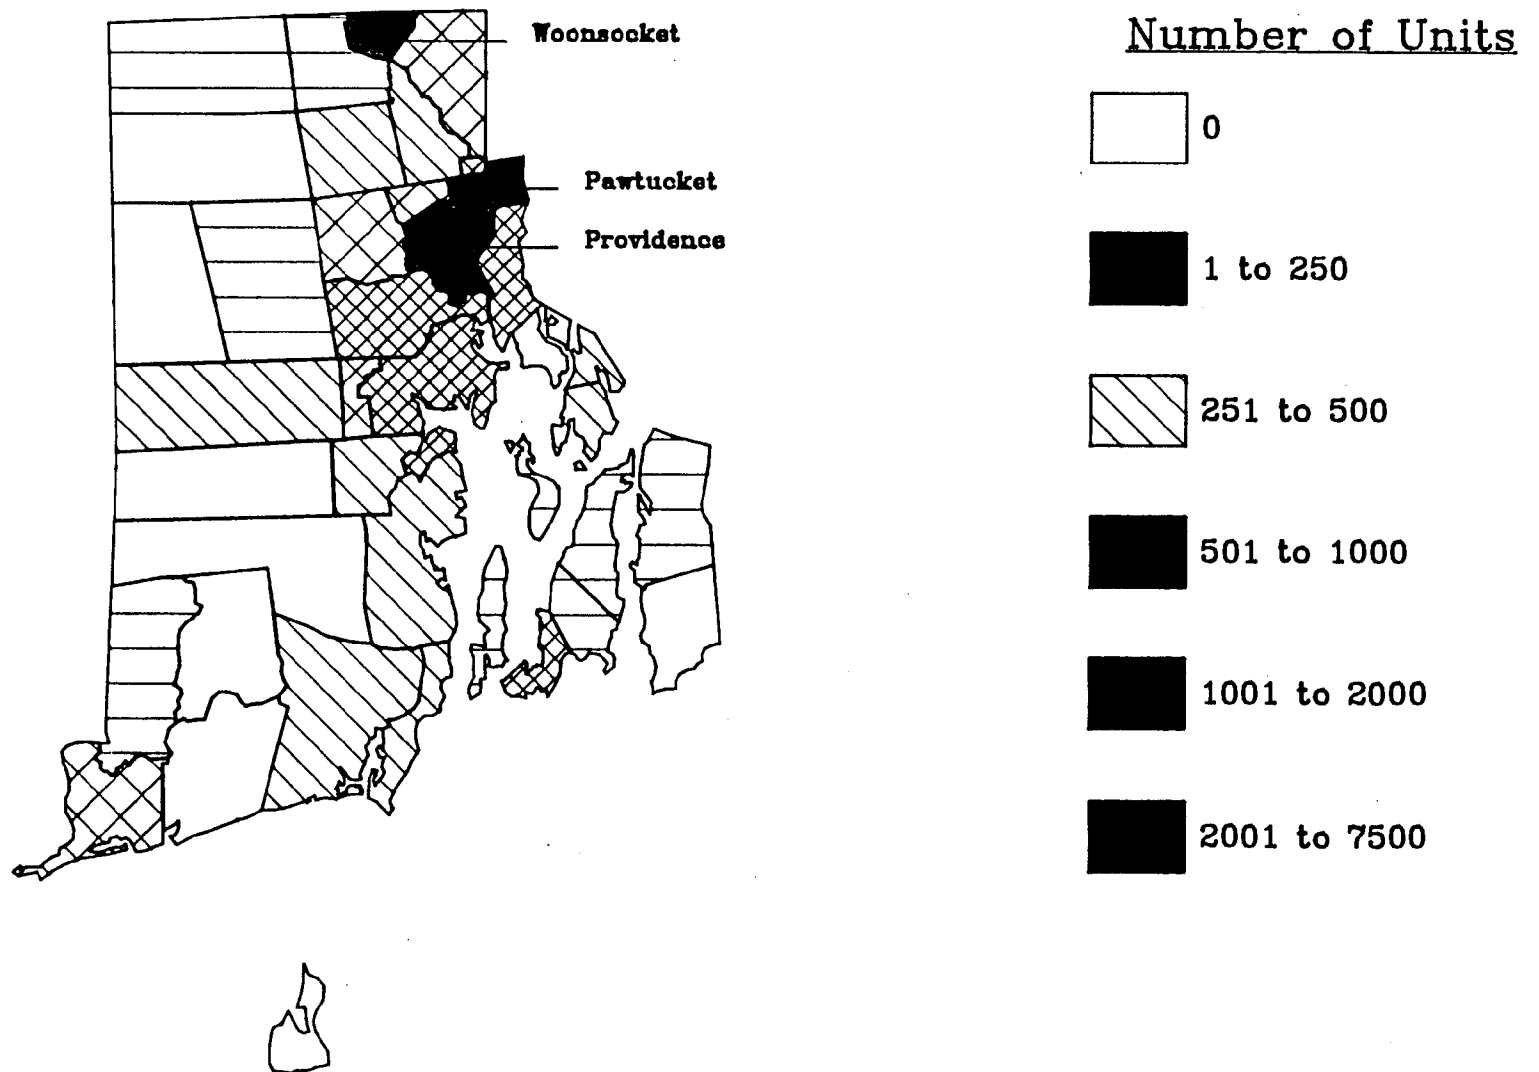 Woonsocket
Pawtucket
Providence
Number of Units
0
1 to 250
251 to 500
501 to 1000
1001 to 2000
2001 to 7500